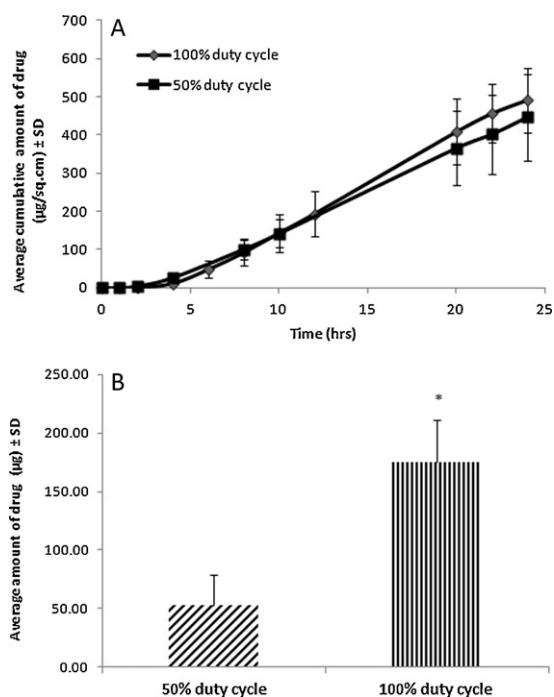 A
100% duty cycle
50% duty cycle
Average cumulative amount of drug
(µg/sq.cm) ± SD
700
600
500
400
300
200
100
0
0 5 10 15 20 25
Time (hrs)
B
Average amount of drug (µg) ± SD
250.00
200.00
150.00
100.00
50.00
0.00
*
50% duty cycle 100% duty cycle